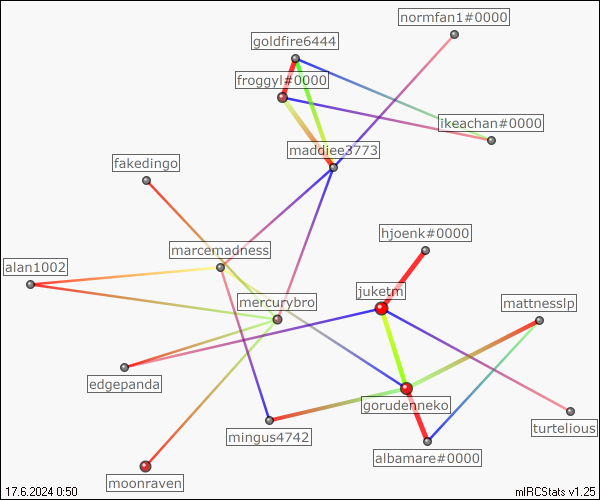 normfan1#0000
goldfire6444
froggyl#0000
ikeachan#0000
maddiee3773
fakedingo
hjoenk#0000
marcemadness
alan1002
juketm
mercurybro
mattnesslp
edgepanda
gorudenneko
turtelious
mingus4742
albamare#0000
moonraven
17.6.2024 0:50
mIRCStats v1.25